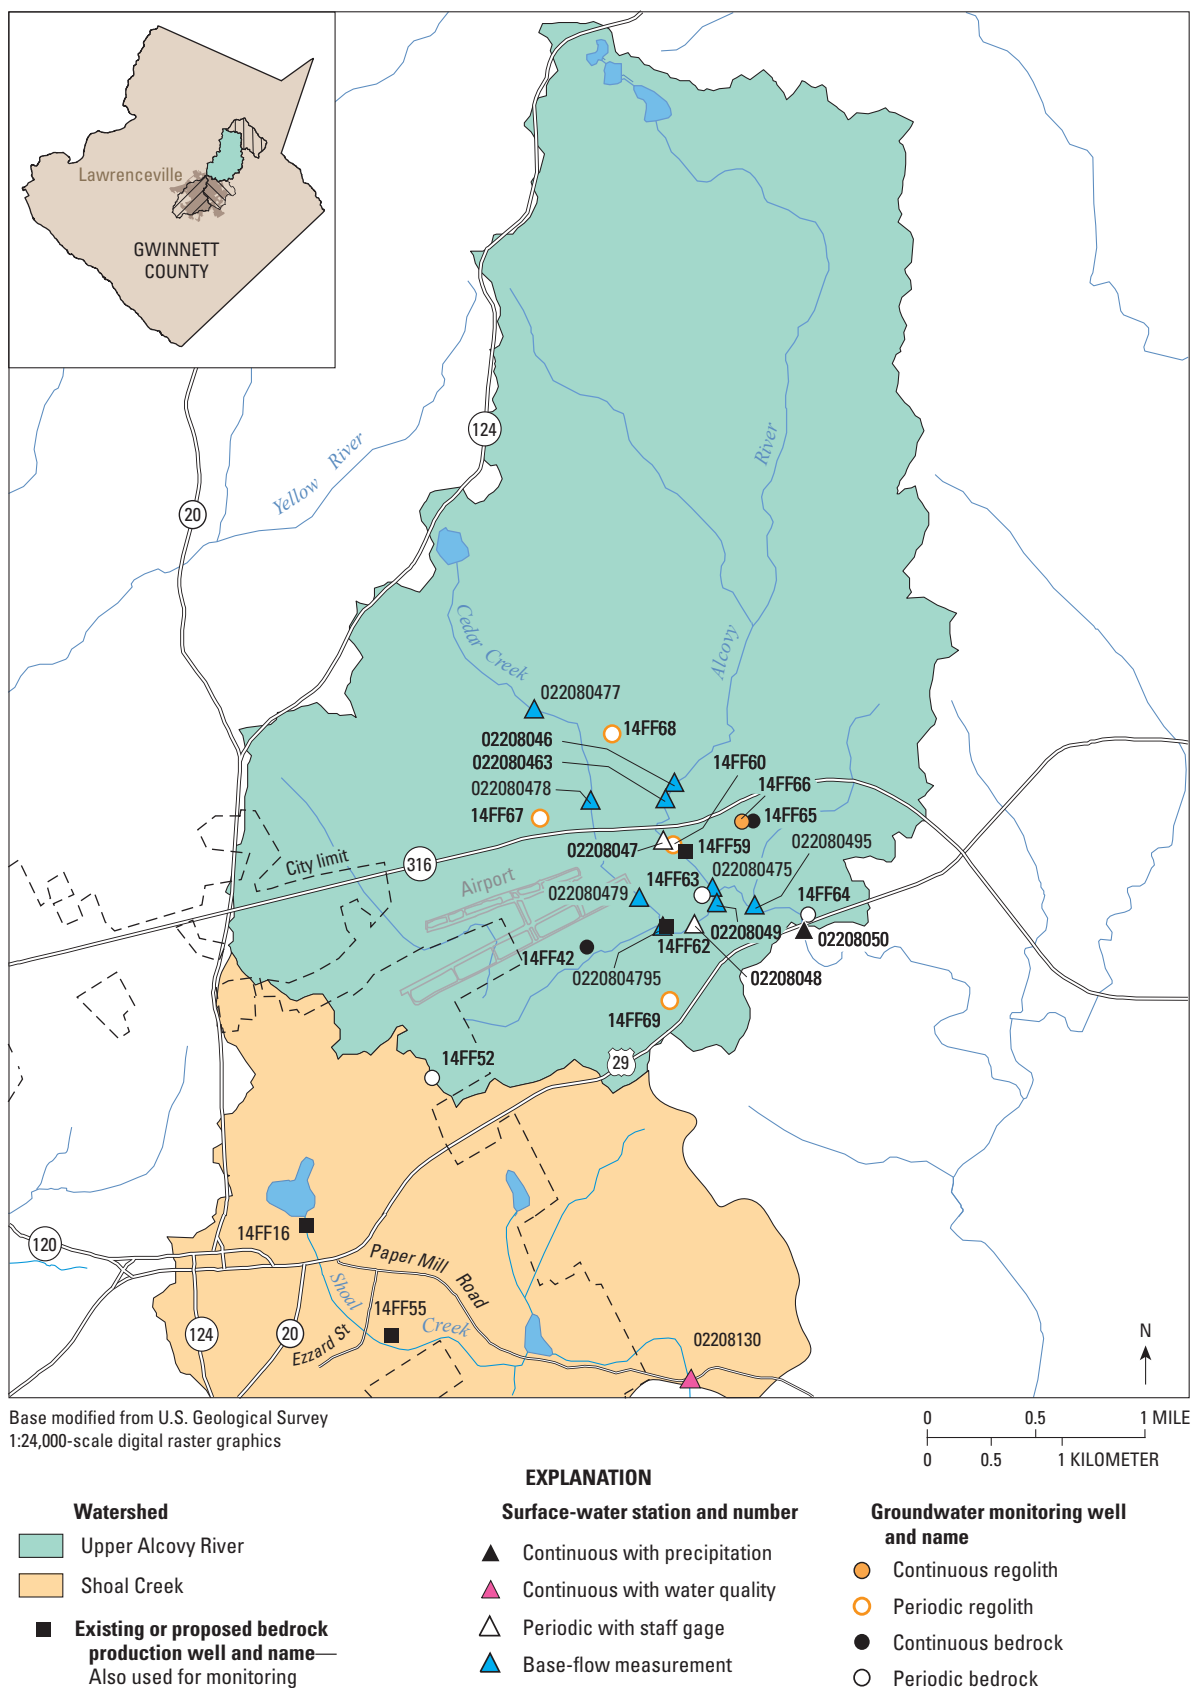 Lawrenceville
GWINNETT
COUNTY
124
20
Yellow River
River
Alcovy
Cedar Creek
022080477
14FF68
02208046
022080463
022080478
14FF60
14FF66
14FF67
14FF65
02208047
14FF59
022080495
City limit
316
Airport
14FF63
022080475
022080479
14FF64
14FF42
14FF62
02208049
02208050
0220804795
02208048
14FF69
14FF52
29
14FF16
120
Paper Mill Road
Shoal Creek
14FF55
Ezzard St
124
20
02208130
N
Base modified from U.S. Geological Survey
1:24,000-scale digital raster graphics
0 0.5 1 MILE
0 0.5 1 KILOMETER
EXPLANATION
Watershed
Upper Alcovy River
Shoal Creek
Existing or proposed bedrock
production well and name—
Also used for monitoring
Surface-water station and number
Continuous with precipitation
Continuous with water quality
Periodic with staff gage
Base-flow measurement
Groundwater monitoring well
and name
Continuous regolith
Periodic regolith
Continuous bedrock
Periodic bedrock